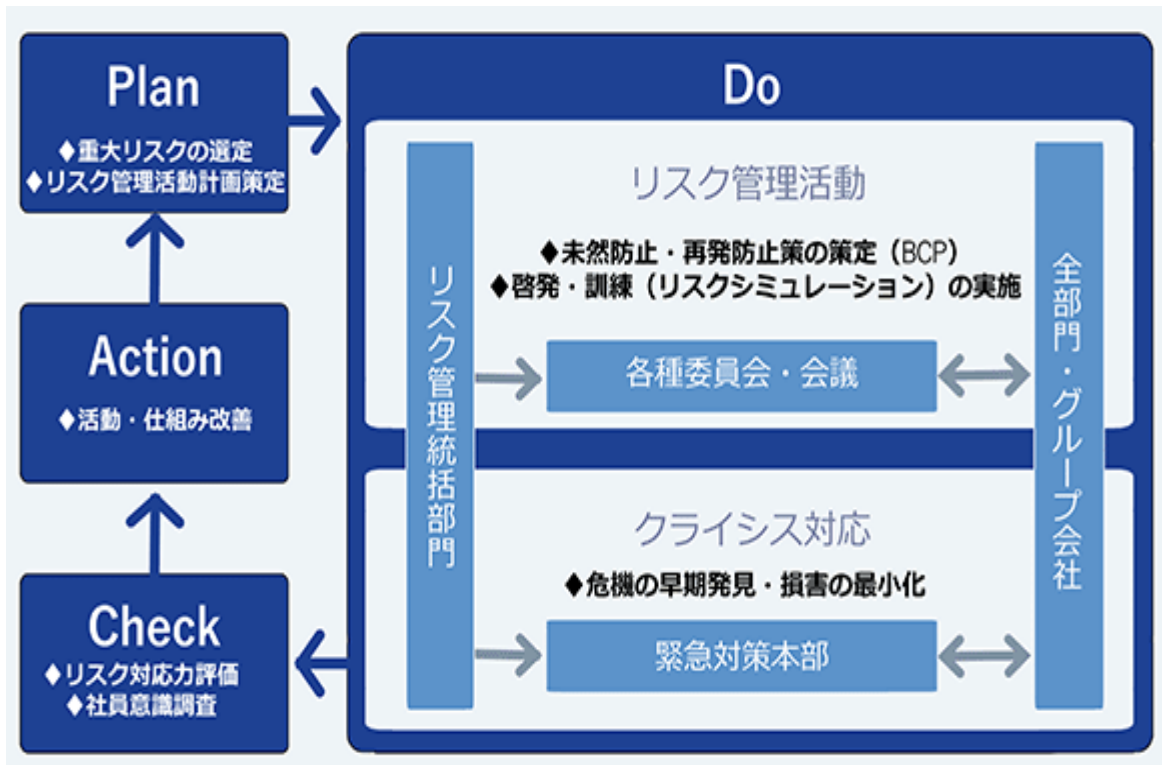 Plan
◆重大リスクの選定
◆リスク管理活動計画策定
Do
リスク管理活動
◆未然防止・再発防止策の策定（BCP）
◆啓発・訓練（リスクシミュレーション）の実施
リスク管理統括部門
各種委員会・会議
全部門・グループ会社
クライシス対応
◆危機の早期発見・損害の最小化
緊急対策本部
Action
◆活動・仕組み改善
Check
◆リスク対応力評価
◆社員意識調査